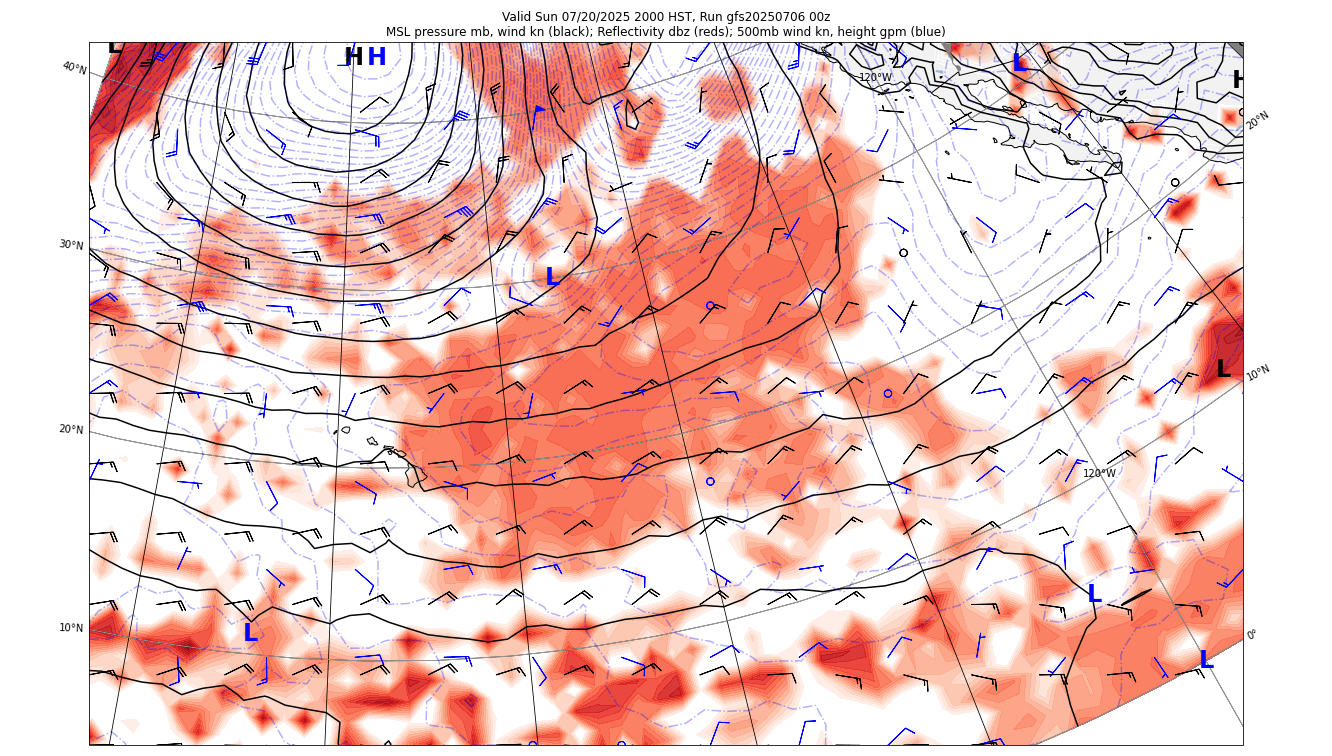 Valid Sun 07/20/2025 2000 HST, Run gfs20250706 00z
MSL pressure mb, wind kn (black); Reflectivity dbz (reds); 500mb wind kn, height gpm (blue)
L
H H
L
H
40°N
120°W
20°N
30°N
L
L
10°N
20°N
120°W
L
10°N
L
0°
L